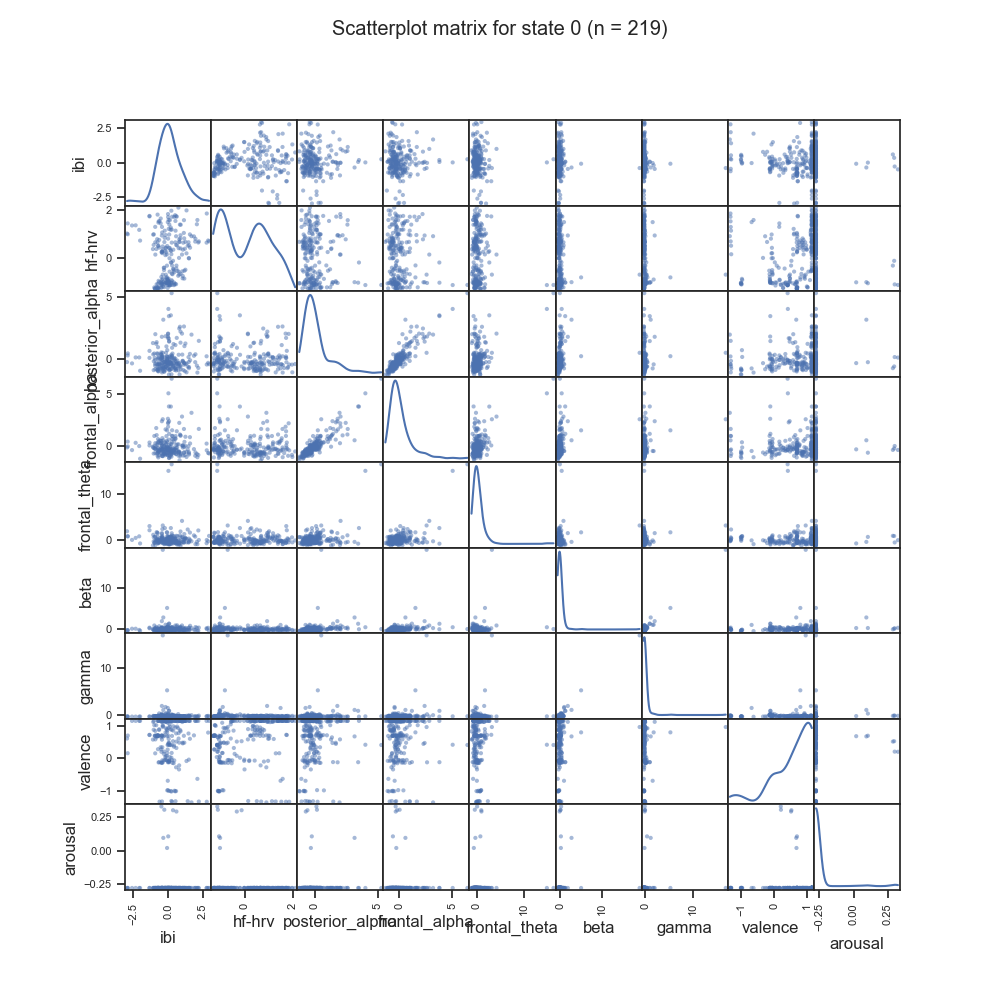 Scatterplot matrix for state 0 (n = 219)
ibi
2.5
0.0
−2.5
hf-hrv
2
0
posterior_alpha
5
0
frontal_alpha
5
0
frontal_theta
10
0
beta
10
0
gamma
10
0
valence
1
0
−1
arousal
0.25
0.00
−0.25
−2.5 0.0 2.5 0 2 0 5 0 5 0 10 0 10 0 10 −1 0 1 −0.25 0.00 0.25
ibi hf-hrv posterior_alpha frontal_alpha frontal_theta beta gamma valence arousal